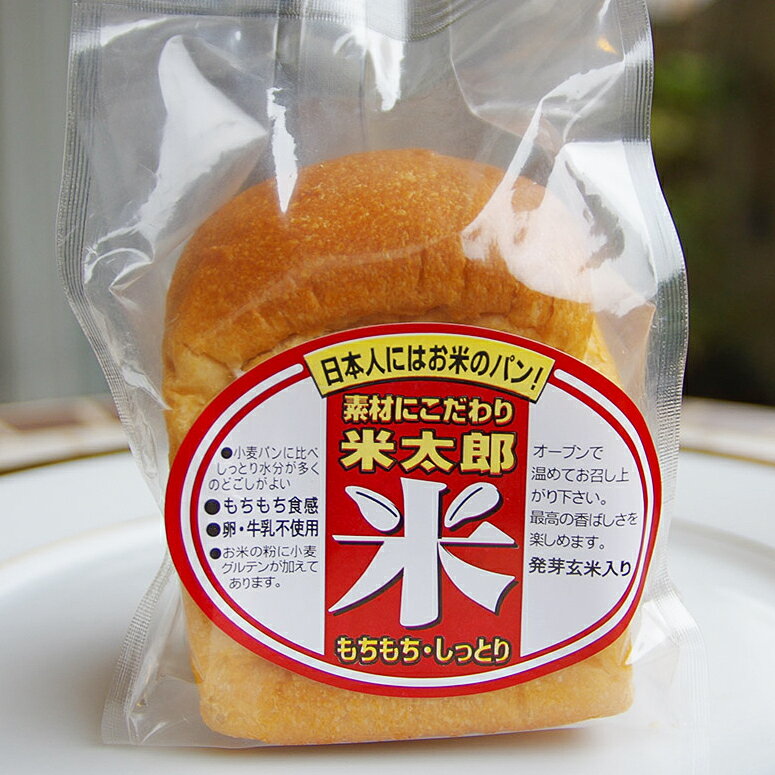 日本人にはお米のパン!
素材にこだわり
米太郎
米
もちもち・しっとり
●小麦パンに比べ
しっとり水分が多く
のどごしがよい
●もちもち食感
●卵・牛乳不使用
●お米の粉に小麦
グルテンが加えて
あります。
オーブンで
温めてお召し上
がり下さい。
最高の香ばしさを
楽しめます。
発芽玄米入り